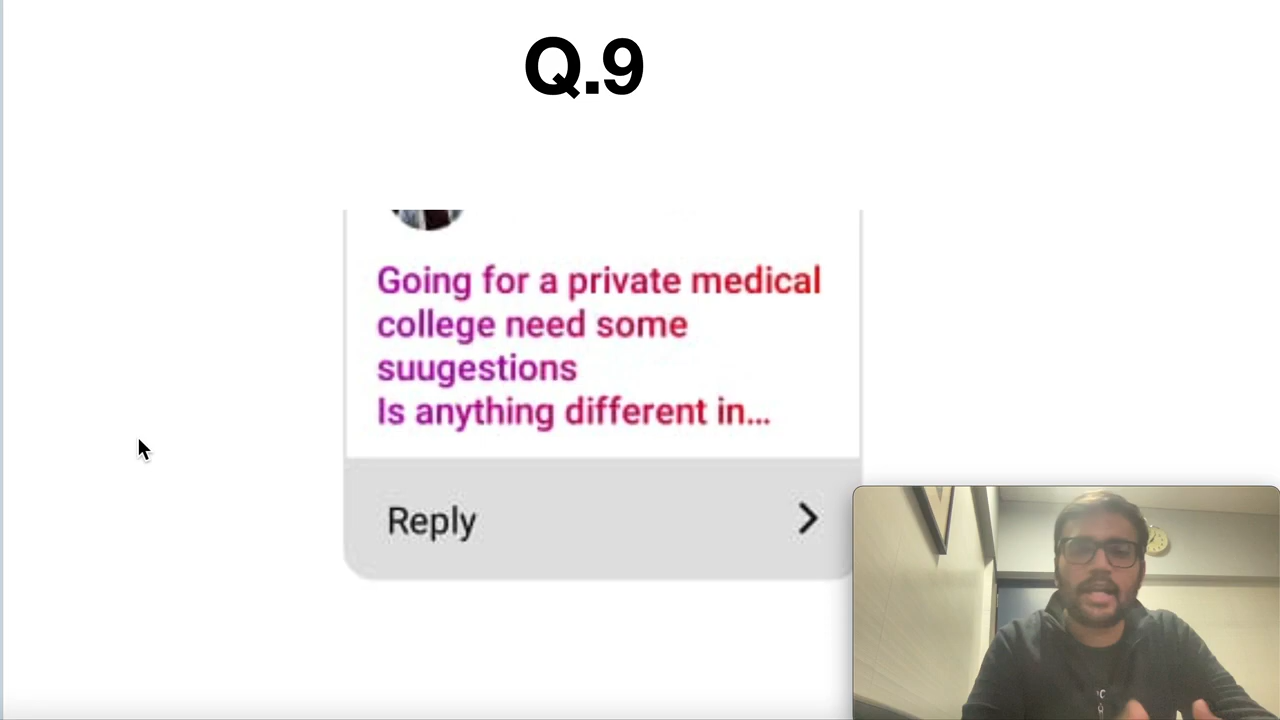 Q.9
Going for a private medical
college need some
suugestions
Is anything different in...
Reply